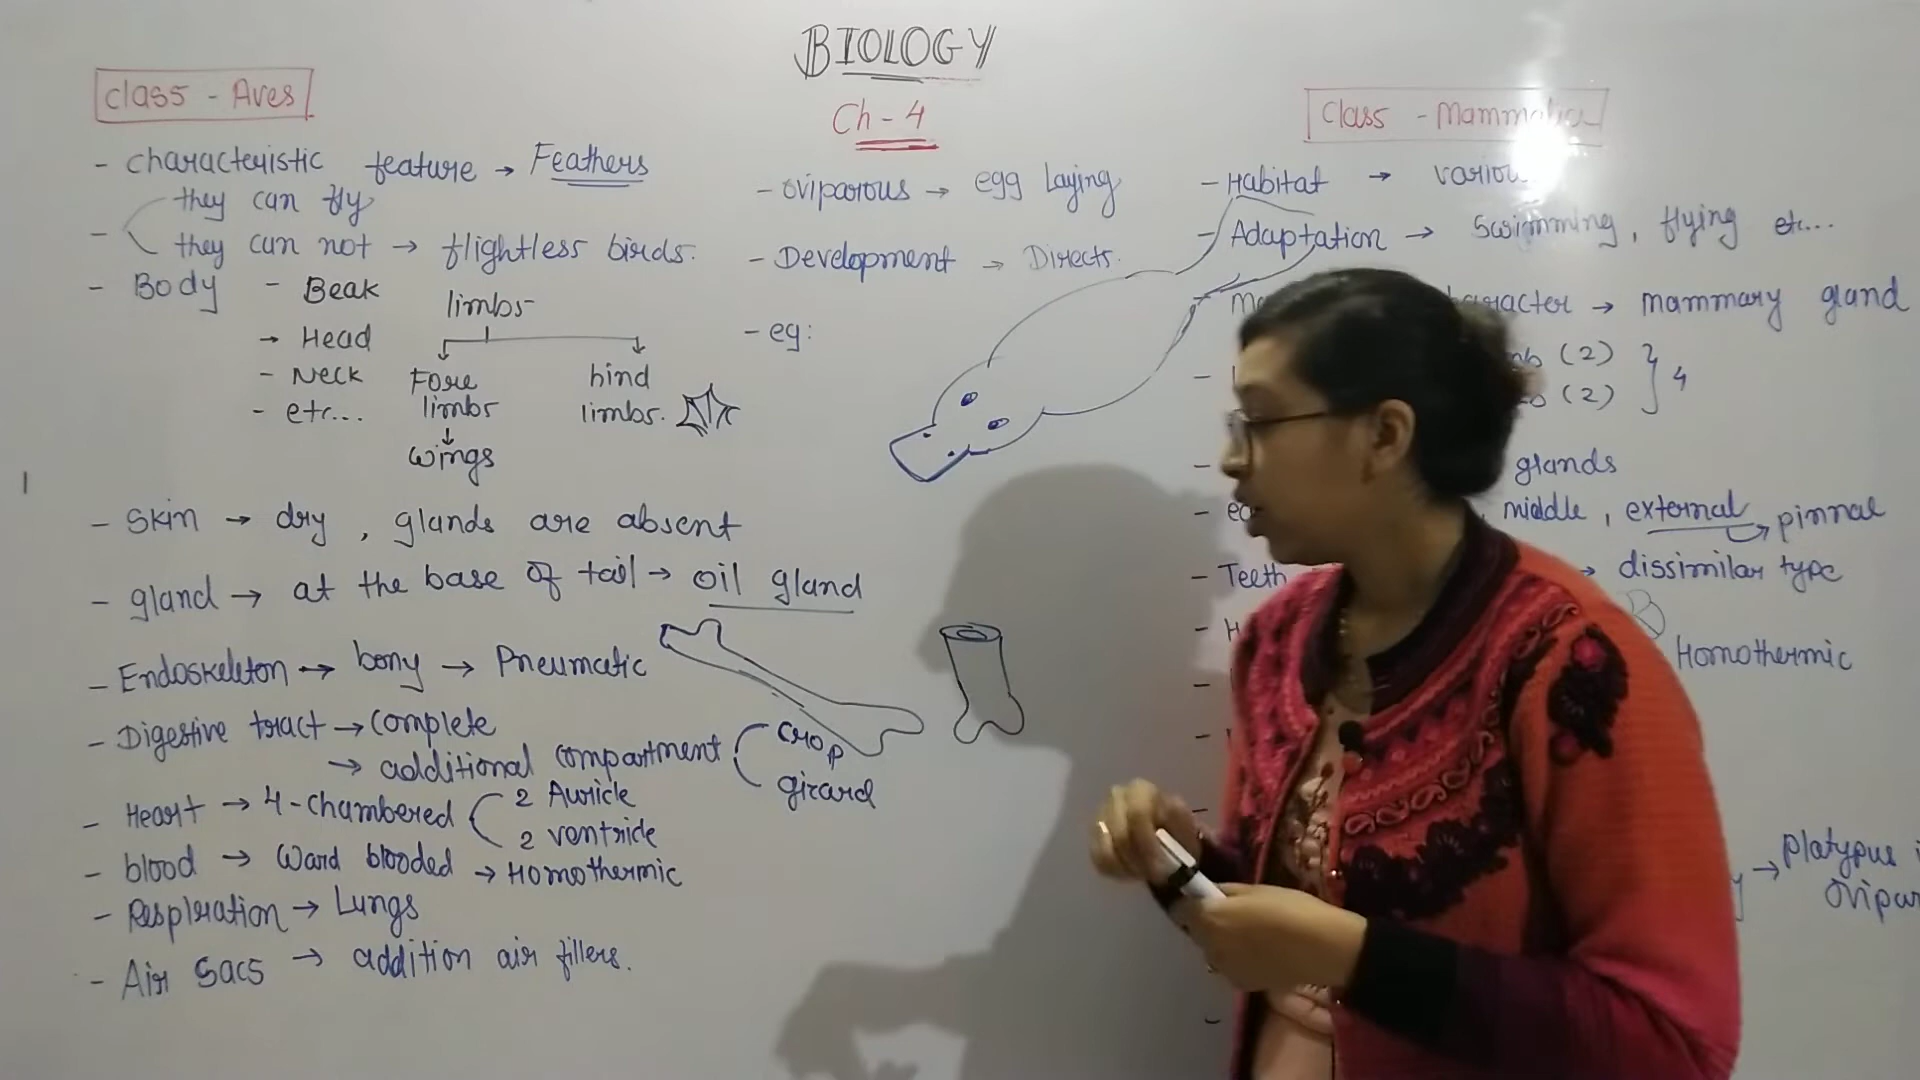 BIOLOGY
Ch - 4
class - Aves
- characteristic feature → Feathers
- they can fly
they can not → flightless birds.
- Body - Beak
→ Head
- Neck
- etc...
limbs
Fore limbs
wings
hind limbs.
- Skin → dry, glands are absent
- gland → at the base of tail → oil gland
- Endoskeleton → bony → Pneumatic
- Digestive tract → complete
→ additional compartment
crop
girard
- Heart → 4-chambered
2 Auricle
2 ventricle
- blood → Ward blooded → Homothermic
- Respiration → Lungs
- Air Sacs → addition air fillers.
- oviparous → egg laying
- Development → Directs.
- eg:
Class - Mammalia
- Habitat →
- Adaptation → Swimming, flying etc...
→ mammary gland
(2)
(2)
} 4
glands
middle, external → pinnal
- Teeth → dissimilar type
Homothermic
→ Platypus